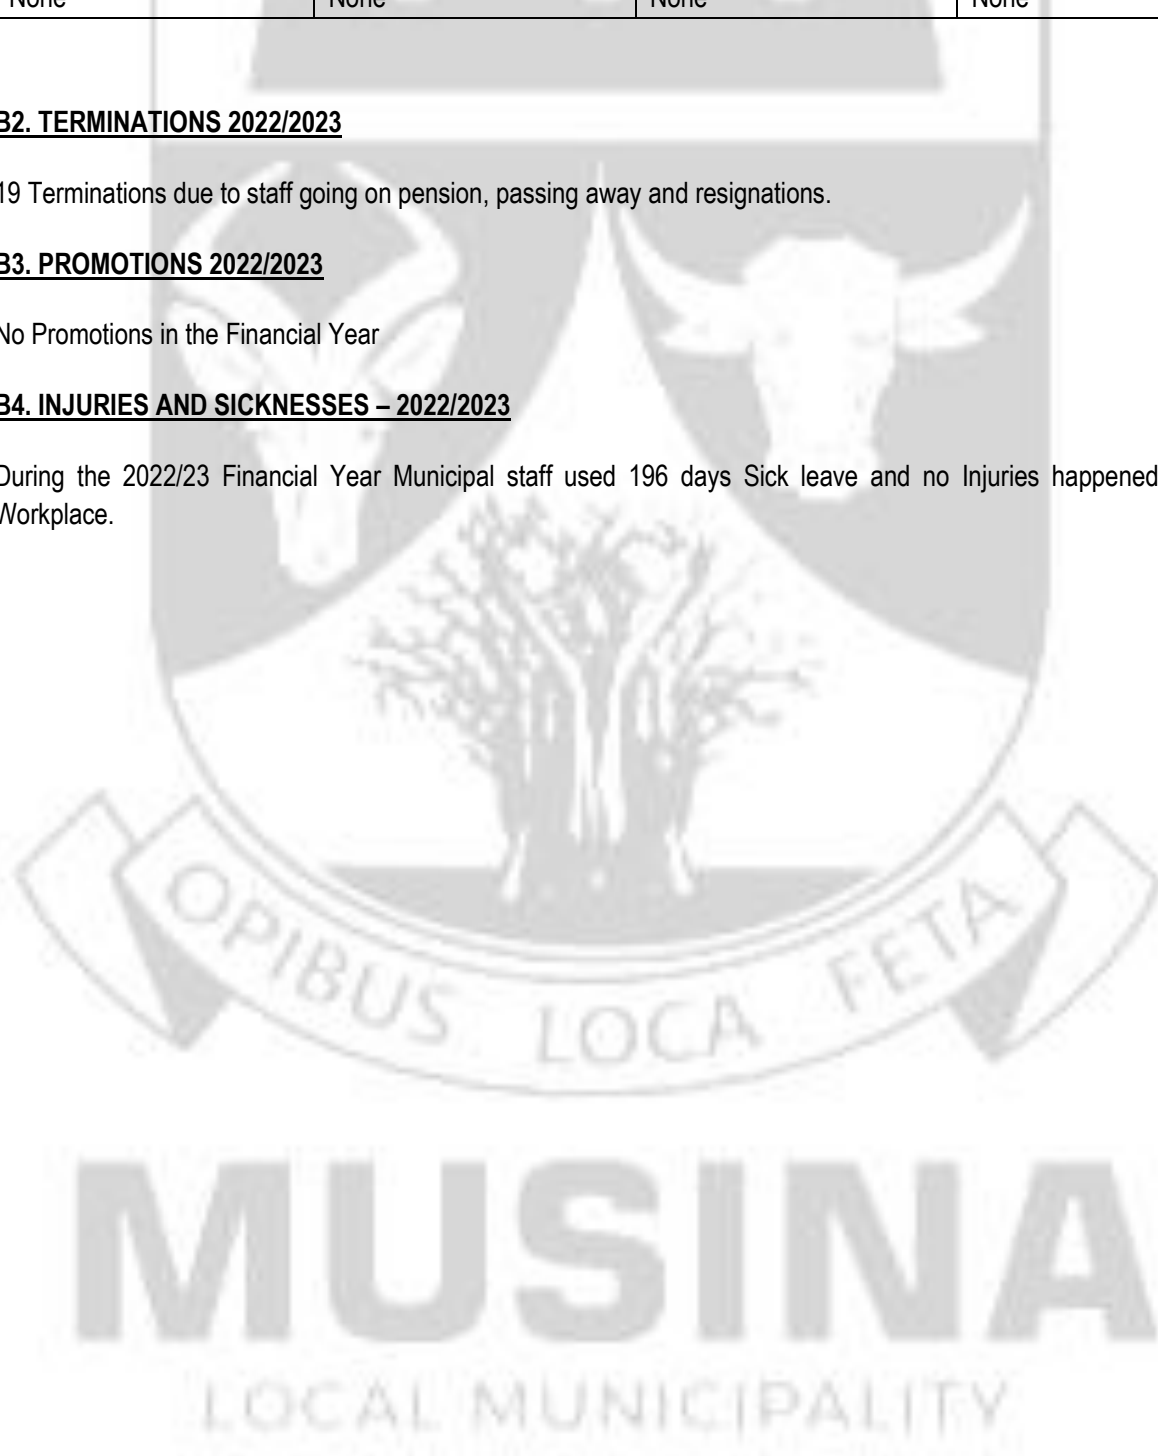 None None None None
B2. TERMINATIONS 2022/2023
19 Terminations due to staff going on pension, passing away and resignations.
B3. PROMOTIONS 2022/2023
No Promotions in the Financial Year
B4. INJURIES AND SICKNESSES – 2022/2023
During the 2022/23 Financial Year Municipal staff used 196 days Sick leave and no Injuries happened
Workplace.
OPIBUS LOCA FETA
MUSINA
LOCAL MUNICIPALITY